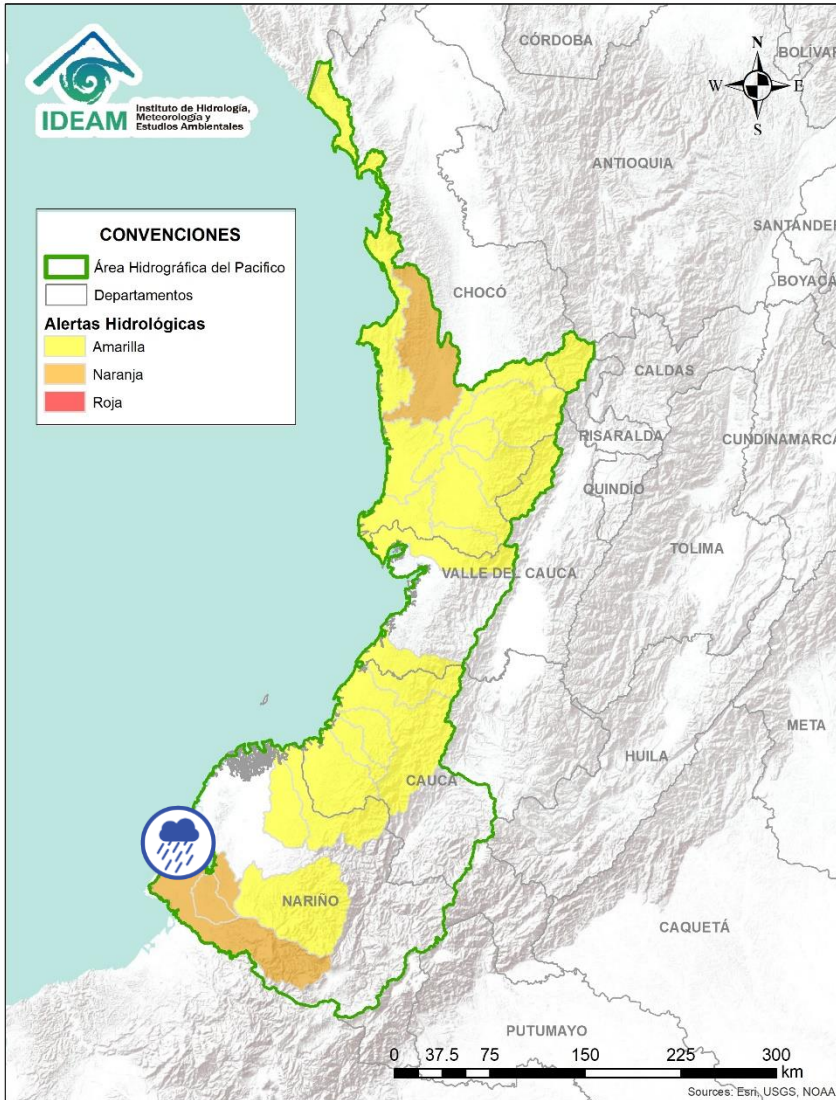 IDEAM
Instituto de Hidrología,
Meteorología y
Estudios Ambientales
CÓRDOBA
BOLÍVAR
N
W
E
S
ANTIOQUIA
SANTANDER
BOYACÁ
CONVENCIONES
Área Hidrográfica del Pacifico
Departamentos
Alertas Hidrológicas
Amarilla
Naranja
Roja
CHOCÓ
CALDAS
RISARALDA
CUNDINAMARCA
QUINDÍO
TOLIMA
VALLE DEL CAUCA
META
HUILA
CAUCA
NARIÑO
CAQUETÁ
PUTUMAYO
0 37.5 75 150 225 300
km
Sources: Esri, USGS, NOAA